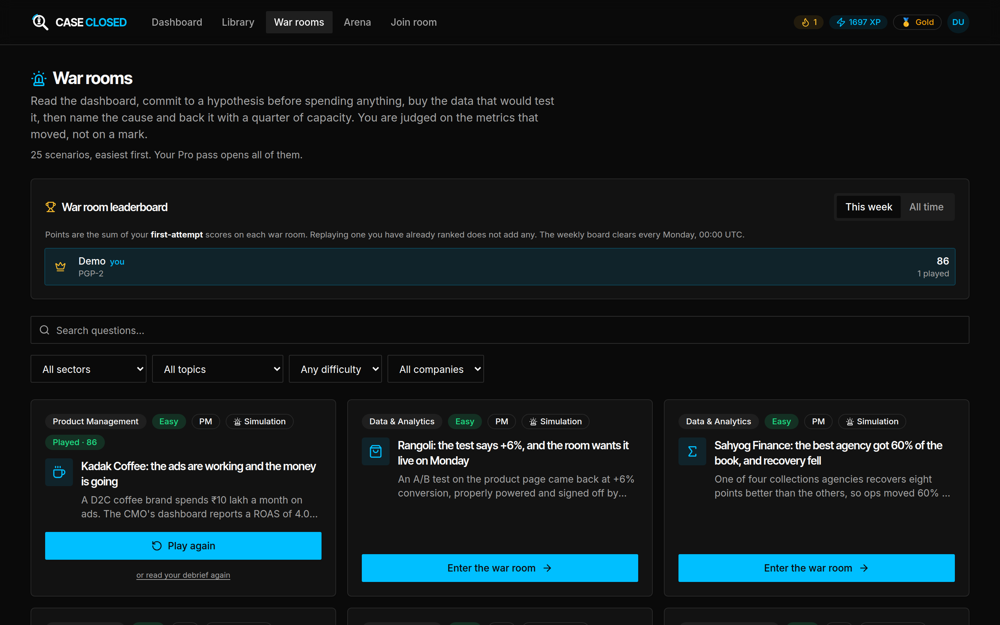 CASE CLOSED
Dashboard
Library
War rooms
Arena
Join room
1
1697 XP
Gold
DU
War rooms
Read the dashboard, commit to a hypothesis before spending anything, buy the data that would test
it, then name the cause and back it with a quarter of capacity. You are judged on the metrics that
moved, not on a mark.
25 scenarios, easiest first. Your Pro pass opens all of them.
War room leaderboard
This week
All time
Points are the sum of your first-attempt scores on each war room. Replaying one you have already ranked does not add any. The weekly board clears every Monday, 00:00 UTC.
Demo you
PGP-2
86
1 played
Search questions...
All sectors
All topics
Any difficulty
All companies
Product Management
Easy
PM
Simulation
Played · 86
Kadak Coffee: the ads are working and the money
is going
A D2C coffee brand spends ₹10 lakh a month on
ads. The CMO's dashboard reports a ROAS of 4.0...
Play again
or read your debrief again
Data & Analytics
Easy
PM
Simulation
Rangoli: the test says +6%, and the room wants it
live on Monday
An A/B test on the product page came back at +6%
conversion, properly powered and signed off by...
Enter the war room
Data & Analytics
Easy
PM
Simulation
Sahyog Finance: the best agency got 60% of the
book, and recovery fell
One of four collections agencies recovers eight
points better than the others, so ops moved 60% ...
Enter the war room